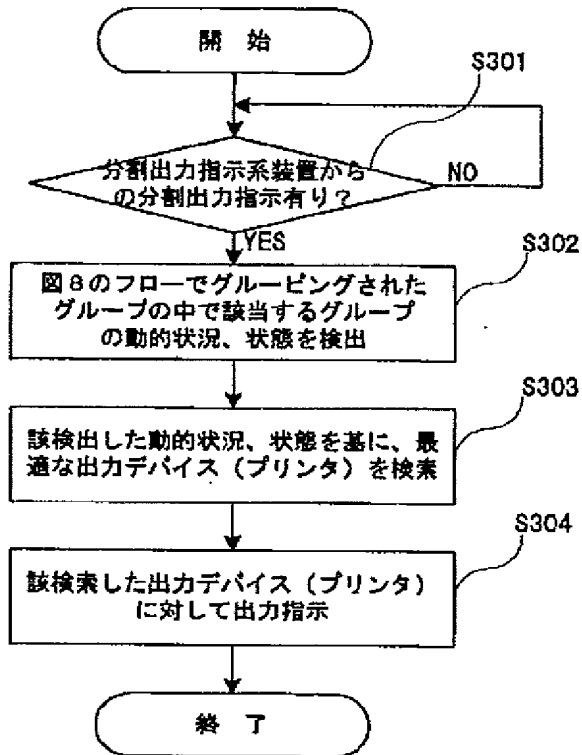 開 始
S301
分割出力指示系装置から
の分割出力指示有り？
NO
YES
S302
図８のフローでグルーピングされた
グループの中で該当するグループ
の動的状況、状態を検出
S303
該検出した動的状況、状態を基に、最
適な出力デバイス（プリンタ）を検索
S304
該検索した出力デバイス（プリンタ）
に対して出力指示
終 了